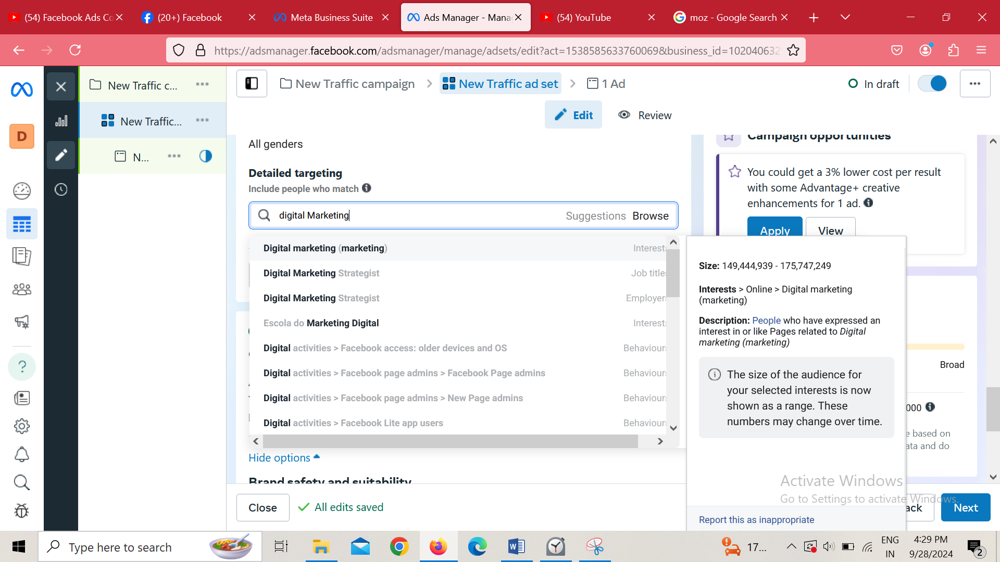 (54) Facebook Ads Co
(20+) Facebook
Meta Business Suite
Ads Manager - Mana
(54) YouTube
moz - Google Search
https://adsmanager.facebook.com/adsmanager/manage/adsets/edit?act=1538585633760069&business_id=102040632
New Traffic c...
New Traffic campaign
New Traffic ad set
1 Ad
In draft
D
New Traffic...
Edit
Review
N...
All genders
Detailed targeting
Include people who match
digital Marketing
Suggestions Browse
Campaign opportunities
You could get a 3% lower cost per result
with some Advantage+ creative
enhancements for 1 ad.
Apply
View
Digital marketing (marketing) Interests
Digital Marketing Strategist Job titles
Digital Marketing Strategist Employers
Escola do Marketing Digital Interests
Digital activities > Facebook access: older devices and OS Behaviours
Digital activities > Facebook page admins > Facebook Page admins Behaviours
Digital activities > Facebook page admins > New Page admins Behaviours
Digital activities > Facebook Lite app users Behaviours
Size: 149,444,939 - 175,747,249
Interests > Online > Digital marketing
(marketing)
Description: People who have expressed an
interest in or like Pages related to Digital
marketing (marketing)
The size of the audience for
your selected interests is now
shown as a range. These
numbers may change over time.
Report this as inappropriate
Broad
000
based on
ata and do
Hide options
Brand safety and suitability
Close
All edits saved
Activate Windows
Go to Settings to activate Windows.
ack
Next
Type here to search
17...
ENG
IN
4:29 PM
9/28/2024
2